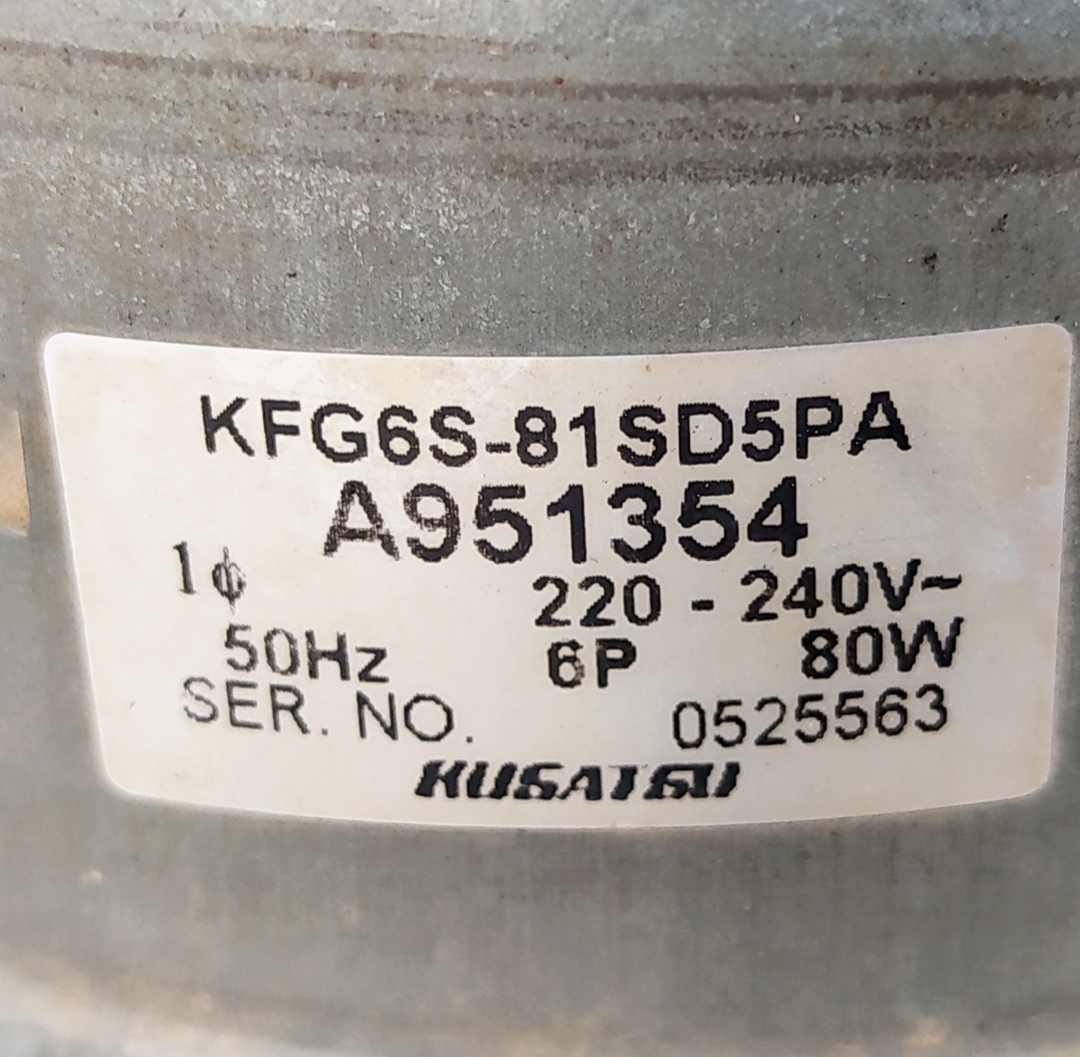 KFG6S-81SD5PA
A951354
1ϕ 220 - 240V~
50Hz 6P 80W
SER. NO. 0525563
KUSATSU